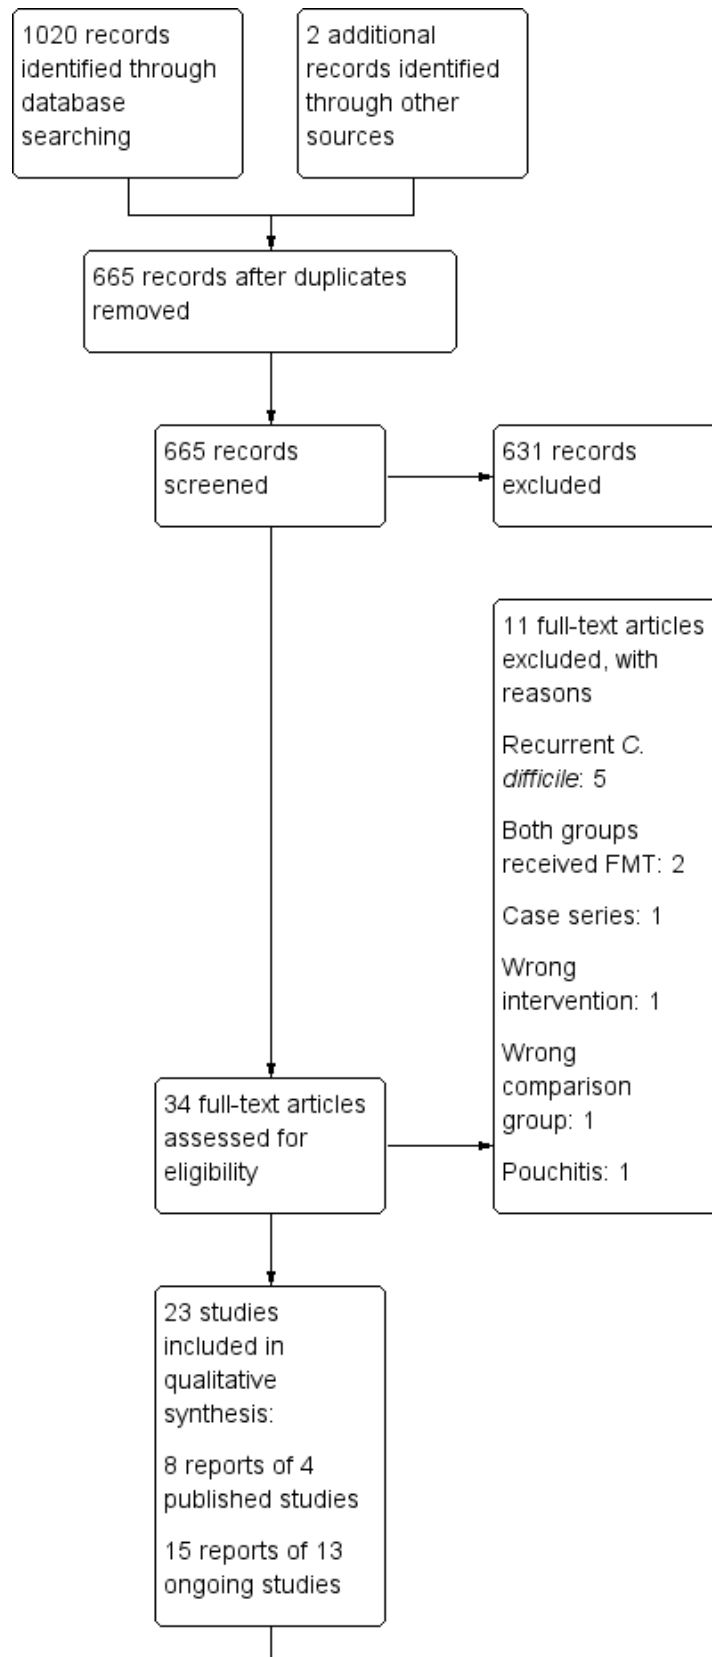 1020 records
identified through
database
searching
2 additional
records identified
through other
sources
665 records after duplicates
removed
665 records
screened
631 records
excluded
11 full-text articles
excluded, with
reasons
Recurrent C.
difficile: 5
Both groups
received FMT: 2
Case series: 1
Wrong
intervention: 1
Wrong
comparison
group: 1
Pouchitis: 1
34 full-text articles
assessed for
eligibility
23 studies
included in
qualitative
synthesis:
8 reports of 4
published studies
15 reports of 13
ongoing studies